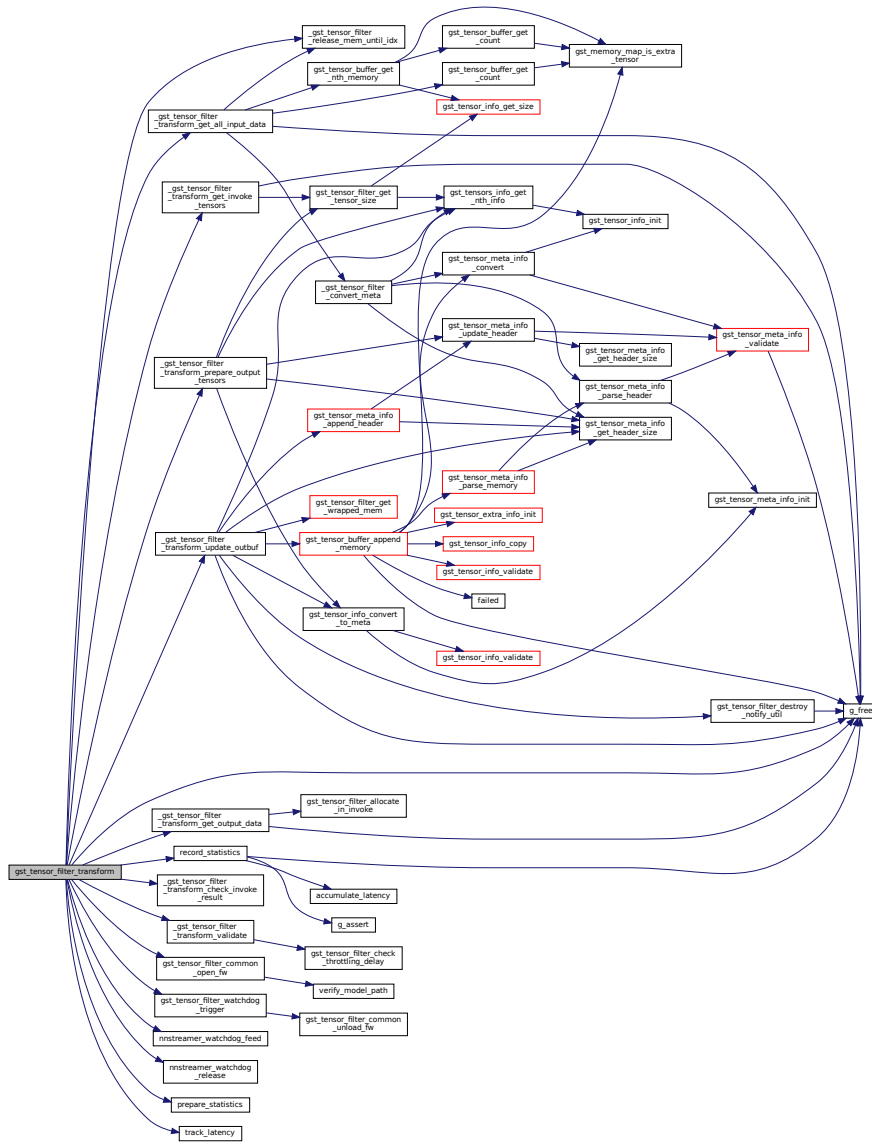 _gst_tensor_filter
_release_mem_until_idx
gst_tensor_buffer_get
_nth_memory
gst_tensor_buffer_get
_count
gst_tensor_buffer_get
_count
gst_memory_map_is_extra
_tensor
gst_tensor_info_get_size
_gst_tensor_filter
_transform_get_all_input_data
_gst_tensor_filter
_transform_get_invoke
_tensors
gst_tensor_filter_get
_tensor_size
gst_tensors_info_get
_nth_info
gst_tensor_info_init
_gst_tensor_filter
_convert_meta
gst_tensor_meta_info
_convert
gst_tensor_meta_info
_update_header
gst_tensor_meta_info
_get_header_size
gst_tensor_meta_info
_validate
_gst_tensor_filter
_transform_prepare_output
_tensors
gst_tensor_meta_info
_parse_header
gst_tensor_meta_info
_append_header
gst_tensor_meta_info
_get_header_size
gst_tensor_meta_info
_parse_memory
gst_tensor_meta_info_init
gst_tensor_filter_get
_wrapped_mem
gst_tensor_extra_info_init
_gst_tensor_filter
_transform_update_outbuf
gst_tensor_buffer_append
_memory
gst_tensor_info_copy
gst_tensor_info_validate
failed
gst_tensor_info_convert
_to_meta
gst_tensor_info_validate
gst_tensor_filter_destroy
_notify_util
g_free
_gst_tensor_filter
_transform_get_output_data
gst_tensor_filter_allocate
_in_invoke
record_statistics
gst_tensor_filter_transform
_gst_tensor_filter
_transform_check_invoke
_result
accumulate_latency
g_assert
_gst_tensor_filter
_transform_validate
gst_tensor_filter_check
_throttling_delay
gst_tensor_filter_common
_open_fw
verify_model_path
gst_tensor_filter_watchdog
_trigger
gst_tensor_filter_common
_unload_fw
nnstreamer_watchdog_feed
nnstreamer_watchdog
_release
prepare_statistics
track_latency